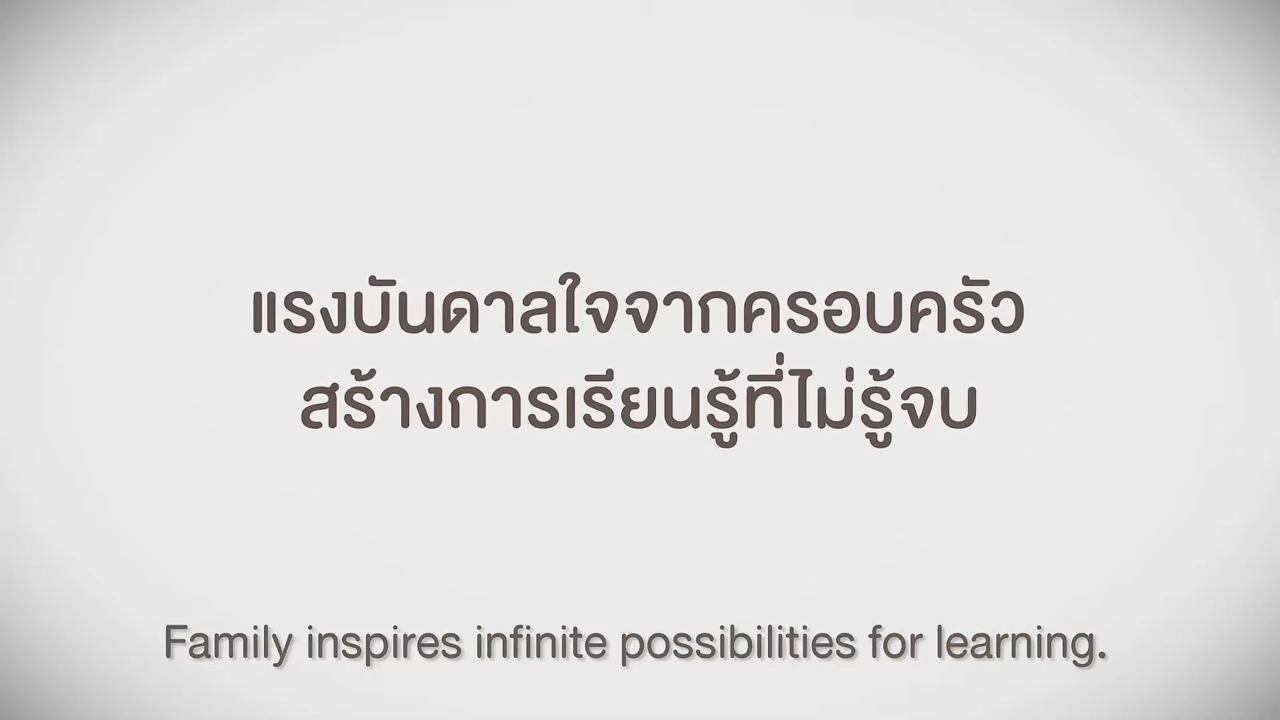 แรงบันดาลใจจากครอบครัว
สร้างการเรียนรู้ที่ไม่รู้จบ
Family inspires infinite possibilities for learning.